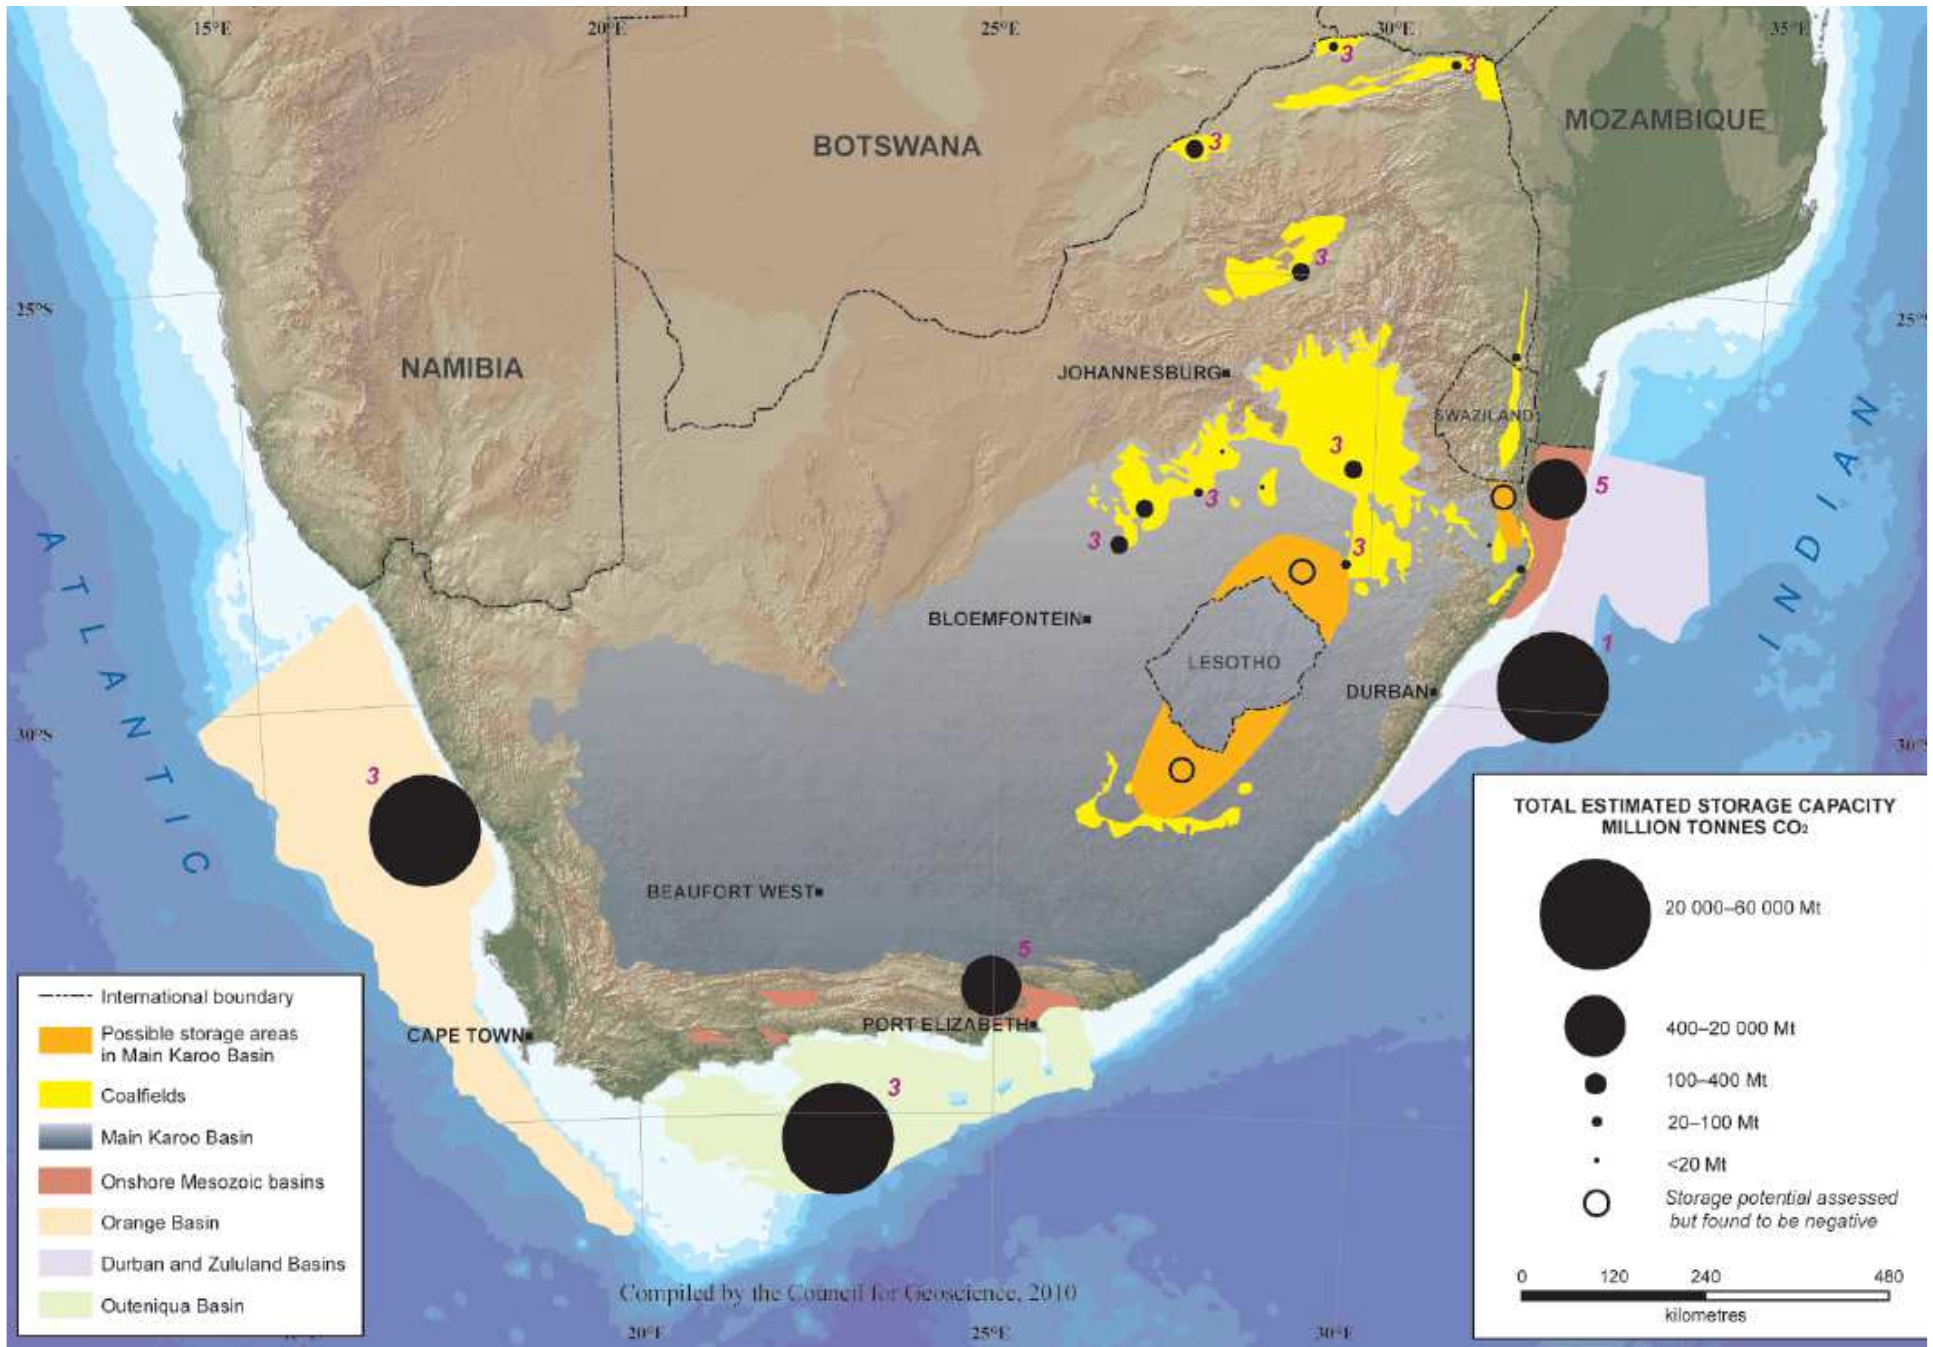 15°E
20°E
25°E
30°E
35°E
3
3
MOZAMBIQUE
BOTSWANA
3
3
25°S
25°
NAMIBIA
JOHANNESBURG
SWAZILAND
3
3
5
3
3
ATLANTIC
INDIAN
BLOEMFONTEIN
LESOTHO
1
DURBAN
30°S
30°S
3
BEAUFORT WEST
5
CAPE TOWN
PORT ELIZABETH
3
International boundary
Possible storage areas
in Main Karoo Basin
Coalfields
Main Karoo Basin
Onshore Mesozoic basins
Orange Basin
Durban and Zululand Basins
Outeniqua Basin
TOTAL ESTIMATED STORAGE CAPACITY
MILLION TONNES CO₂
20 000–60 000 Mt
400–20 000 Mt
100–400 Mt
20–100 Mt
<20 Mt
Storage potential assessed
but found to be negative
0 120 240 480
kilometres
Compiled by the Council for Geoscience, 2010
20°E
25°E
30°E